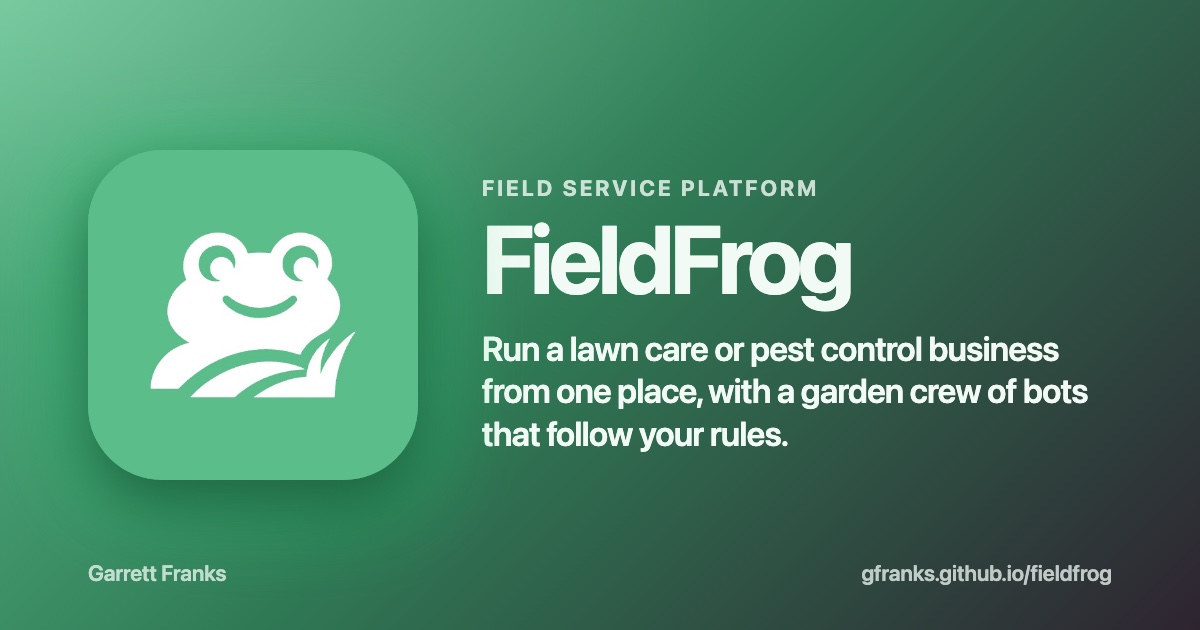 FIELD SERVICE PLATFORM
FieldFrog
Run a lawn care or pest control business
from one place, with a garden crew of bots
that follow your rules.
Garrett Franks
gfranks.github.io/fieldfrog